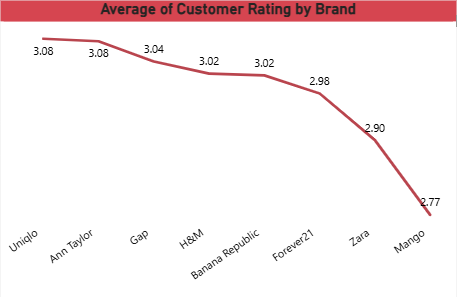 Average of Customer Rating by Brand
3.08
3.08
3.04
3.02
3.02
2.98
2.90
2.77
Uniqlo
Ann Taylor
Gap
H&M
Banana Republic
Forever21
Zara
Mango